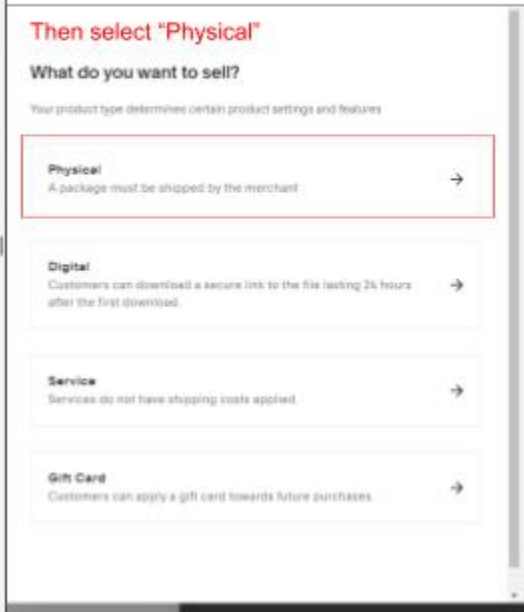 Then select “Physical”
What do you want to sell?
Your product type determines certain product settings and features
Physical
A package must be shipped by the merchant
Digital
Customers can download a secure link to the file lasting 24 hours
after the first download.
Service
Services do not have shipping costs applied.
Gift Card
Customers can apply a gift card towards future purchases.